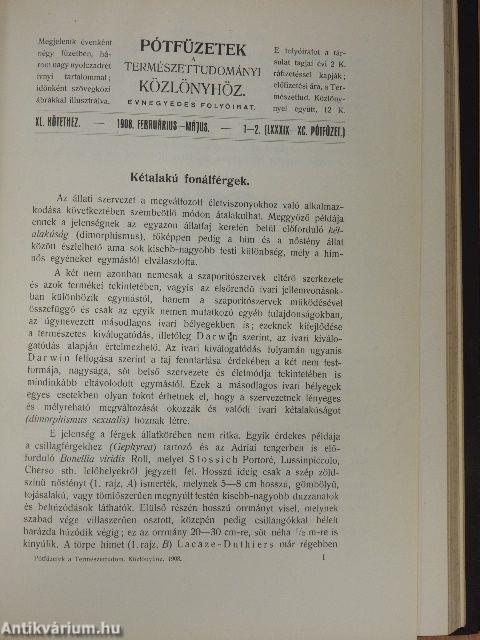 Megjelenik évenként
négy füzetben, há-
rom nagy nyolczadrét
ívnyi tartalommal;
időnként szövegközi
ábrákkal illusztrálva.
PÓTFÜZETEK
A
TERMÉSZETTUDOMÁNYI
KÖZLÖNYHÖZ.
ÉVNEGYEDES FOLYÓIRAT.
E folyóiratot a tár-
sulat tagjai évi 2 K.
ráfizetéssel kapják;
előfizetési ára, a Ter-
mészettud. Közlöny-
nyel együtt, 12 K.
XL. KÖTETHEZ. — 1908. FEBRUÁRIUS—MÁJUS. — 1—2. (LXXXIX—XC. PÓTFÜZET.)
Kétalakú fonálférgek.
Az állati szervezet a megváltozott életviszonyokhoz való alkalmaz-
kodása következtében szembeötlő módon átalakulhat. Meggyőző példája
ennek a jelenségnek az egyazon állatfaj keretén belül előforduló két-
alakúság (dimorphismus), főképpen pedig a hím és a nőstény állat
között észlelhető ama sok kisebb-nagyobb testi különbség, mely a hím-
nős egyéneket egymástól elválasztotta.
A két nem azonban nemcsak a szaporítószervek eltérő szerkezete
és azok termékei tekintetében, vagyis az elsőrendű ivari jellemvonások-
ban különbözik egymástól, hanem a szaporítószervek működésével
összefüggő és csak az egyik nemen mutatkozó egyéb tulajdonságokban,
az úgynevezett másodlagos ivari bélyegekben is; ezeknek kifejlődése
a természetes kiválogatódás, illetőleg Darwin szerint, az ivari kiválo-
gatódás alapján értelmezhető. Az ivari kiválogatódás folyamán ugyanis
Darwin felfogása szerint a faj fenntartása érdekében a két nem test-
formája, nagysága, sőt belső szervezete és életmódja tekintetében is
mindinkább eltávolodott egymástól. Ezek a másodlagos ivari bélyegek
egyes esetekben olyan fokot érhetnek el, hogy a szervezetnek lényeges
és mélyreható megváltozását okozzák és valódi ivari kétalakúságot
(dimorphismus sexualis) hoznak létre.
E jelenség a férgek állatkörében nem ritka. Egyik érdekes példája
a csillagférgekhez (Gephyrea) tartozó és az Adriai tengerben is elő-
forduló Bonellia viridis Roll, melyet Stossich Portoré, Lussinpiccolo,
Cherso stb. lelőhelyekről jegyzett fel. Hosszú ideig csak a szép zöld-
színű nőstényt (1. rajz, A) ismerték, melynek 5—8 cm hosszú, gömbölyű,
tojásalakú, vagy tömlőszerűen megnyúlt testén kisebb-nagyobb duzzanatok
és behúzódások láthatók. Elülső részén hosszú ormányt visel, melynek
szabad vége villaszerűen osztott, közepén pedig csillangókkal bélelt
barázda húzódik végig; ez az ormány 20—30 cm-re, sőt néha ½ m-re is
kinyúlik. A törpe hímet (1. rajz, B) Lacaze-Duthiers már régebben
Pótfüzetek a Természettudom. Közlönyhöz. 1908.
1
Antikvárium.hu